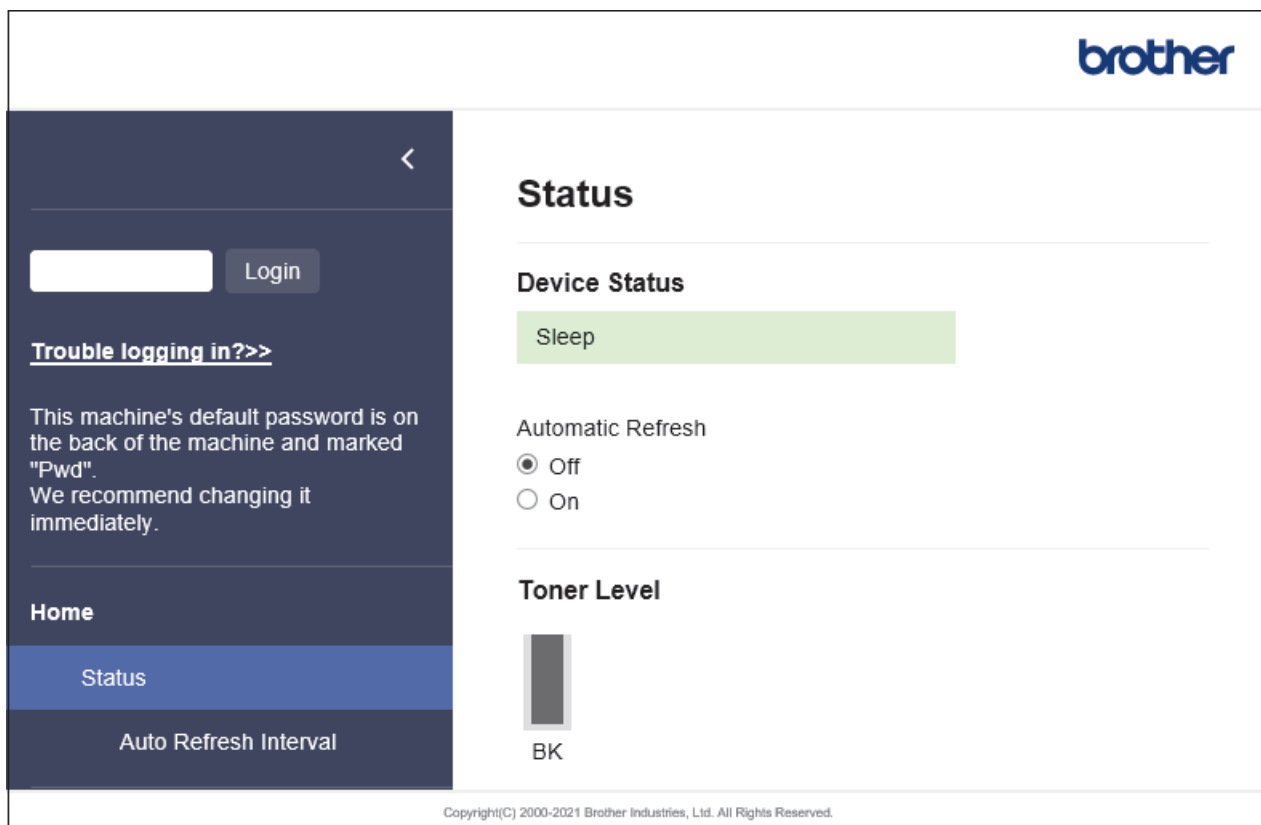 brother
Login
Trouble logging in?>>
This machine's default password is on
the back of the machine and marked
"Pwd".
We recommend changing it
immediately.
Home
Status
Auto Refresh Interval
Status
Device Status
Sleep
Automatic Refresh
Off
On
Toner Level
BK
Copyright(C) 2000-2021 Brother Industries, Ltd. All Rights Reserved.